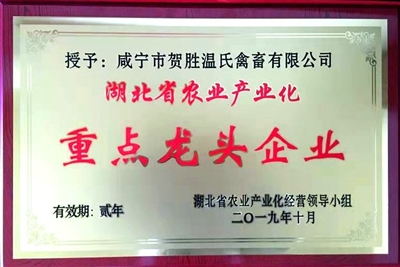 授予：咸宁市贺胜温氏禽畜有限公司
湖北省农业产业化
重点龙头企业
湖北省农业产业化经营领导小组
有效期：贰年
二〇一九年十月